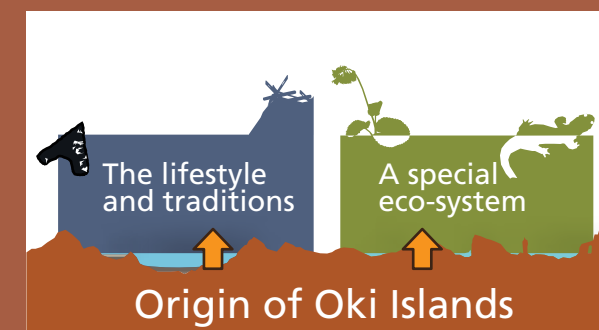 The lifestyle
and traditions
A special
eco-system
Origin of Oki Islands